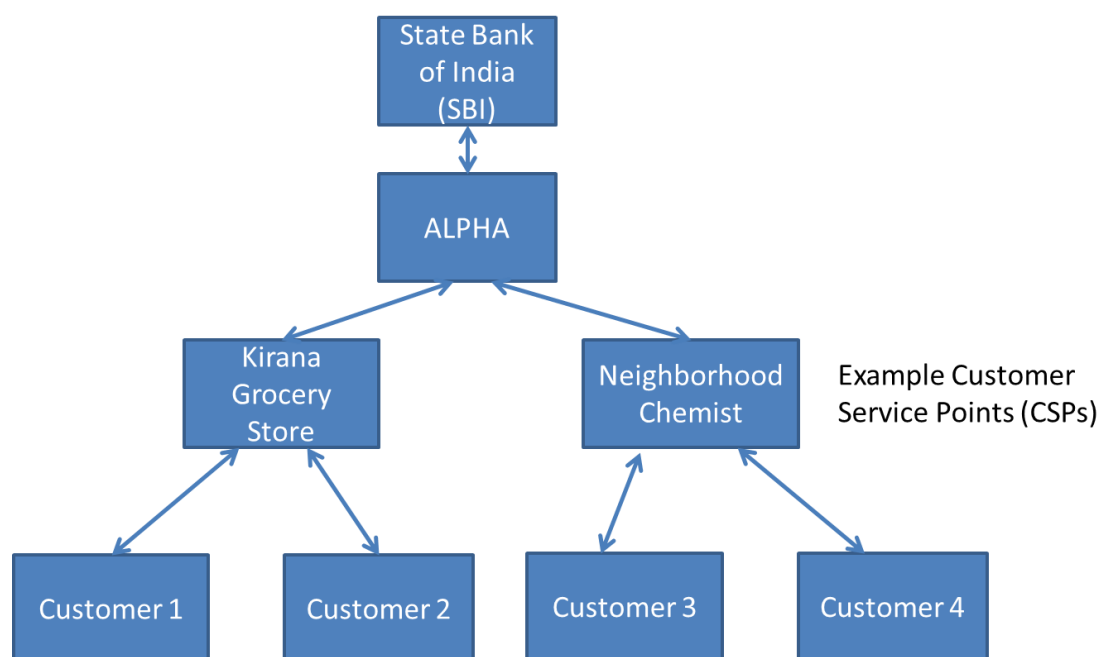 State Bank
of India
(SBI)
ALPHA
Kirana
Grocery
Store
Neighborhood
Chemist
Example Customer
Service Points (CSPs)
Customer 1
Customer 2
Customer 3
Customer 4